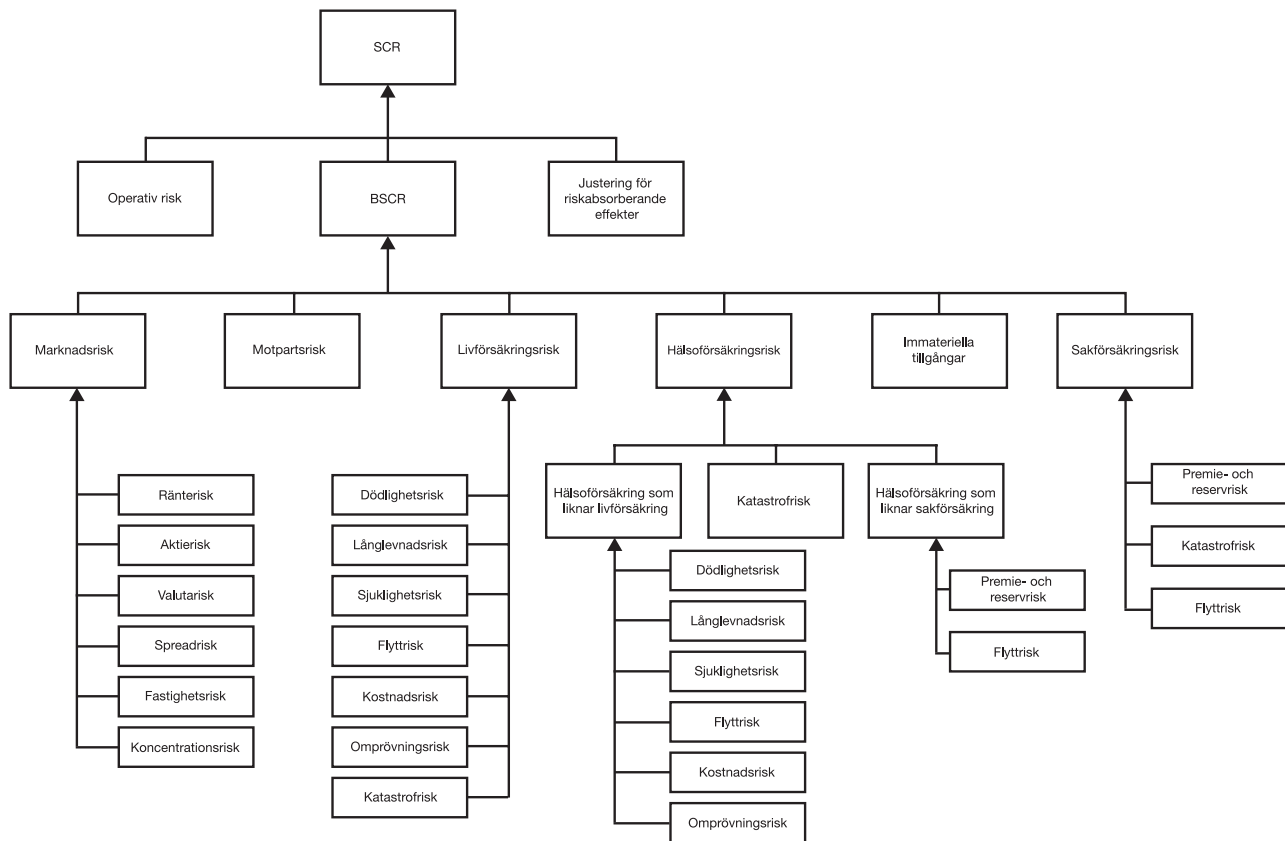 SCR
Operativ risk
BSCR
Justering för
riskabsorberande
effekter
Marknadsrisk
Motpartsrisk
Livförsäkringsrisk
Hälsoförsäkringsrisk
Immateriella
tillgångar
Sakförsäkringsrisk
Ränterisk
Aktierisk
Valutarisk
Spreadrisk
Fastighetsrisk
Koncentrationsrisk
Dödlighetsrisk
Långlevnadsrisk
Sjuklighetsrisk
Flyttrisk
Kostnadsrisk
Omprövningsrisk
Katastrofrisk
Hälsoförsäkring som
liknar livförsäkring
Dödlighetsrisk
Långlevnadsrisk
Sjuklighetsrisk
Flyttrisk
Kostnadsrisk
Omprövningsrisk
Katastrofrisk
Hälsoförsäkring som
liknar sakförsäkring
Premie- och
reservrisk
Flyttrisk
Premie- och
reservrisk
Katastrofrisk
Flyttrisk